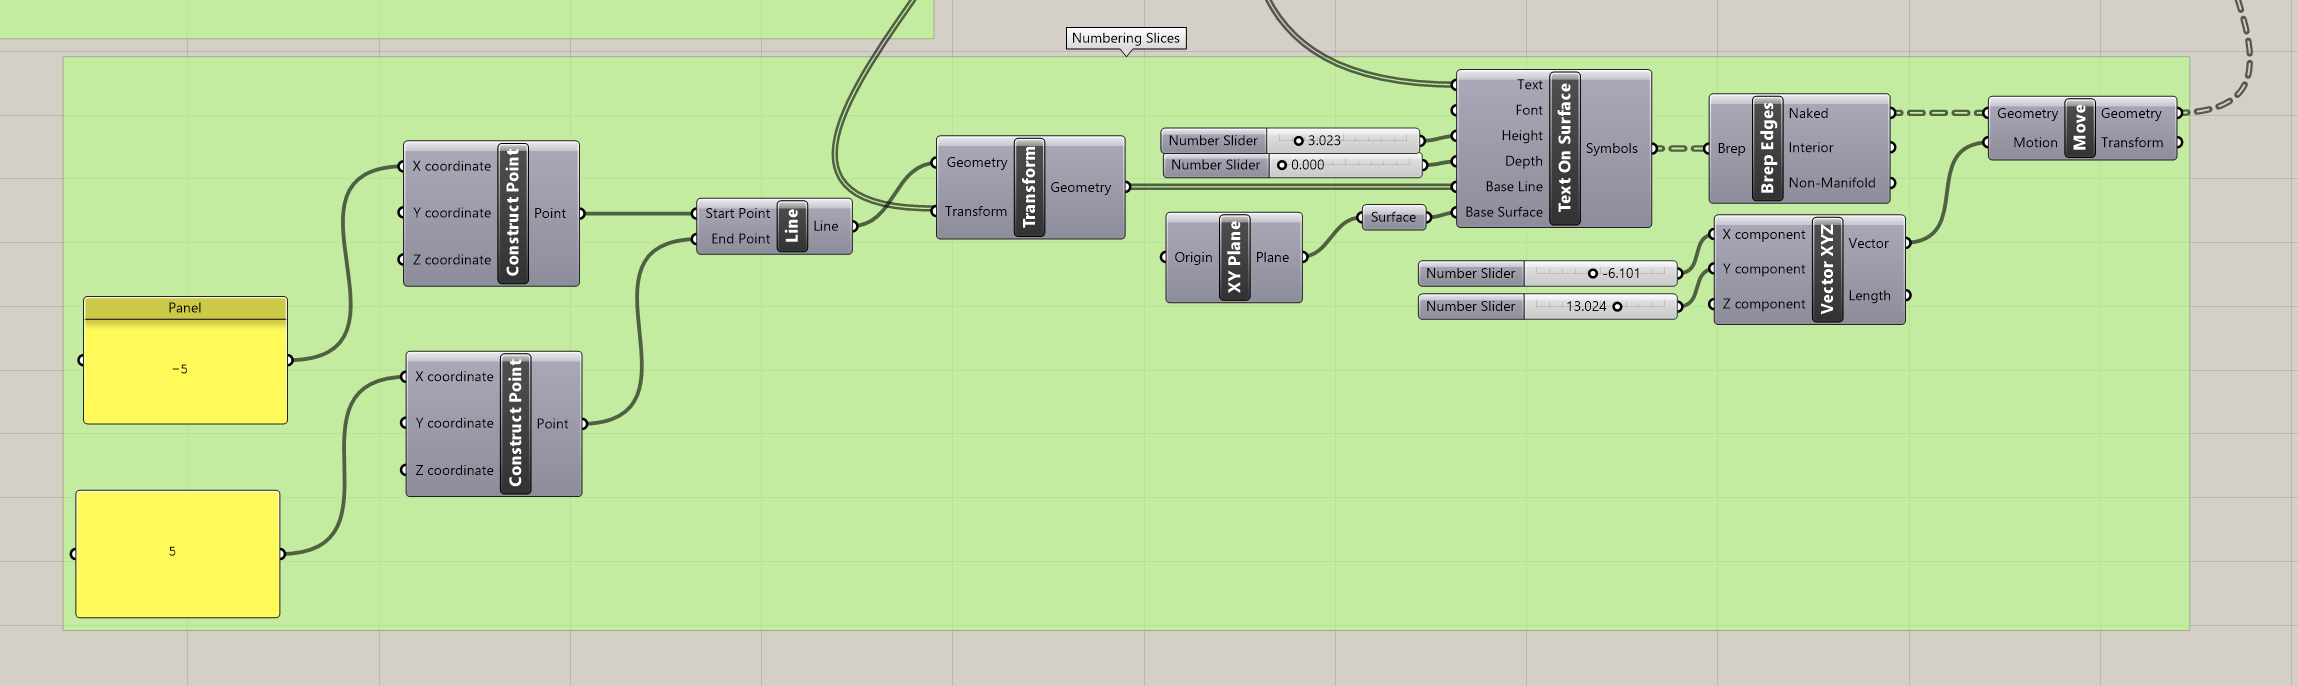 Numbering Slices
Panel
-5
5
X coordinate
Y coordinate
Z coordinate
Construct Point
Point
X coordinate
Y coordinate
Z coordinate
Construct Point
Point
Start Point
End Point
Line
Line
Geometry
Transform
Transform
Geometry
Number Slider
3.023
Number Slider
0.000
Origin
XY Plane
Plane
Surface
Text
Font
Height
Depth
Base Line
Base Surface
Text On Surface
Symbols
Number Slider
-6.101
Number Slider
13.024
Brep
Brep Edges
Naked
Interior
Non-Manifold
X component
Y component
Z component
Vector XYZ
Vector
Length
Geometry
Motion
Move
Geometry
Transform